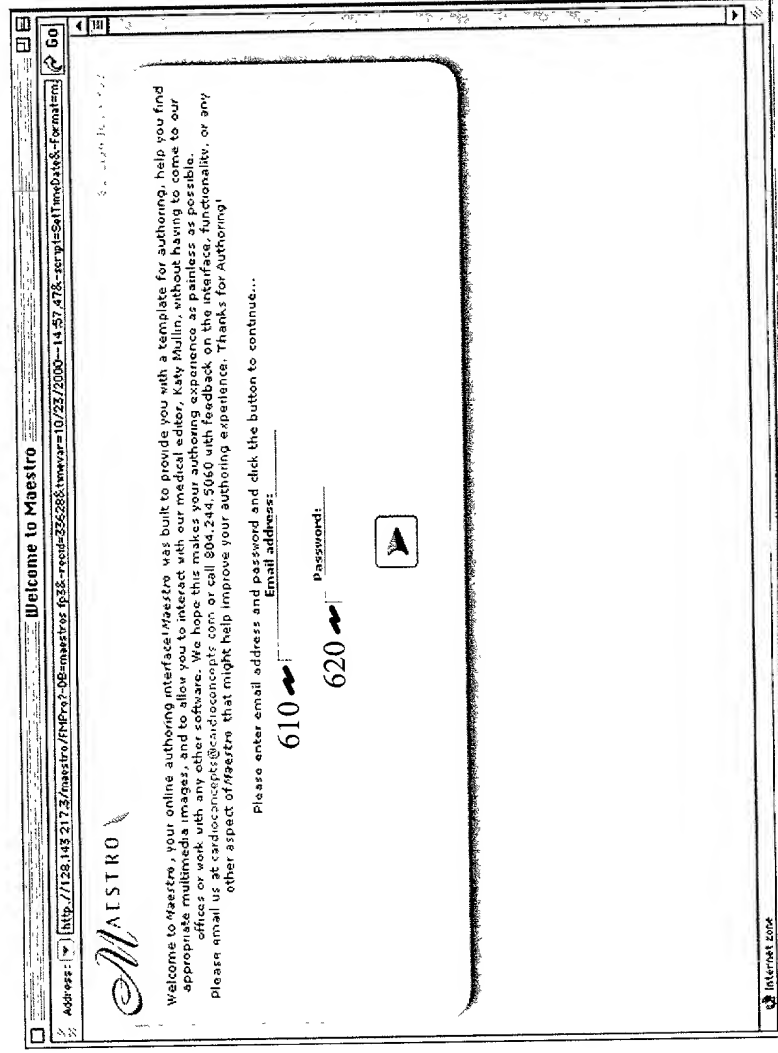 Welcome to Maestro
Address: http://128.143.217.3/maestro/FMPro?-DB=maestros.fp3&-recid=33628&timevar=10/23/2000--14:57.47&-script=SetTimeDate&-format=m Go
MAESTRO
Welcome to Maestro, your online authoring interface! Maestro was built to provide you with a template for authoring, help you find
appropriate multimedia images, and to allow you to interact with our medical editor, Katy Mullin, without having to come to our
offices or work with any other software. We hope this makes your authoring experience as painless as possible.
Please email us at cardioconcepts@cardioconcepts.com or call 804.244.5060 with feedback on the interface, functionality, or any
other aspect of Maestro that might help improve your authoring experience. Thanks for Authoring!
Please enter email address and password and click the button to continue...
Email address:
610
Password:
620
Internet zone